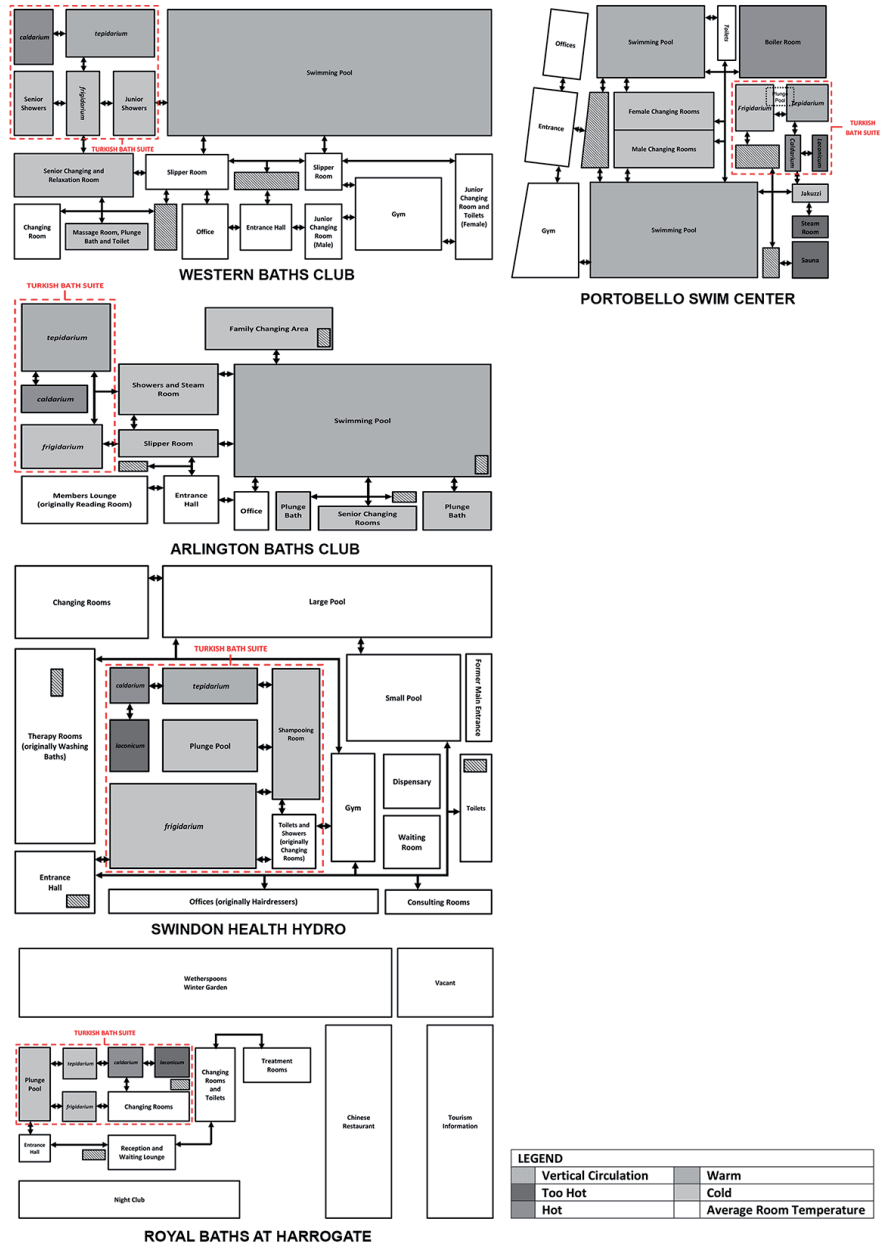 caldarium
tepidarium
Senior
Showers
frigidarium
Junior
Showers
TURKISH BATH SUITE
Swimming Pool
Senior Changing and
Relaxation Room
Slipper Room
Slipper
Room
Junior
Changing
Room and
Toilets
(Female)
Changing
Room
Massage Room, Plunge
Bath and Toilet
Office
Entrance Hall
Junior
Changing
Room
(Male)
Gym
WESTERN BATHS CLUB
Offices
Swimming Pool
Toilets
Boiler Room
Entrance
Female Changing Rooms
Male Changing Rooms
Frigidarium
Plunge
Pool
Tepidarium
Caldarium
Laconicum
TURKISH
BATH SUITE
Gym
Swimming Pool
Jakuzzi
Steam
Room
Sauna
PORTOBELLO SWIM CENTER
TURKISH BATH SUITE
tepidarium
caldarium
frigidarium
Family Changing Area
Showers and Steam
Room
Slipper Room
Swimming Pool
Members Lounge
(originally Reading Room)
Entrance
Hall
Office
Plunge
Bath
Senior Changing
Rooms
Plunge
Bath
ARLINGTON BATHS CLUB
Changing Rooms
Large Pool
TURKISH BATH SUITE
Therapy Rooms
(originally Washing
Baths)
caldarium
tepidarium
laconicum
Plunge Pool
Shampooing
Room
frigidarium
Toilets and
Showers
(originally
Changing
Rooms)
Gym
Small Pool
Former Main Entrance
Dispensary
Waiting
Room
Toilets
Entrance
Hall
Offices (originally Hairdressers)
Consulting Rooms
SWINDON HEALTH HYDRO
Wetherspoons
Winter Garden
Vacant
TURKISH BATH SUITE
Plunge
Pool
tepidarium
caldarium
laconicum
frigidarium
Changing Rooms
Changing
Rooms
and
Toilets
Treatment
Rooms
Entrance
Hall
Reception and
Waiting Lounge
Chinese
Restaurant
Tourism
Information
Night Club
ROYAL BATHS AT HARROGATE
LEGEND
Vertical Circulation
Warm
Too Hot
Cold
Hot
Average Room Temperature